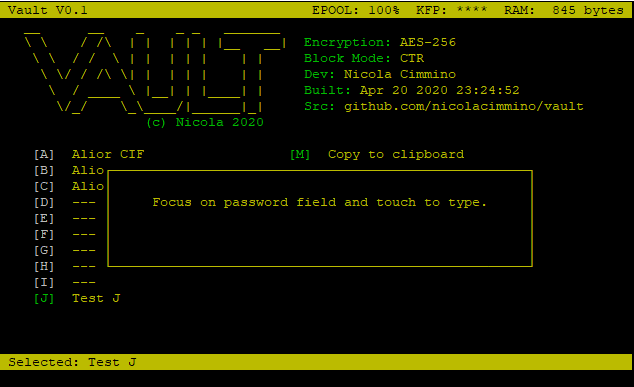 Vault V0.1 EPOOL: 100% KFP: **** RAM: 845 bytes
VAULT
Encryption: AES-256
Block Mode: CTR
Dev: Nicola Cimmino
Built: Apr 20 2020 23:24:52
Src: github.com/nicolacimmino/vault
(c) Nicola 2020
[A] Alior CIF [M] Copy to clipboard
[B] Alio
[C] Alio
[D] ---
Focus on password field and touch to type.
[E] ---
[F] ---
[G] ---
[H] ---
[I] ---
[J] Test J
Selected: Test J